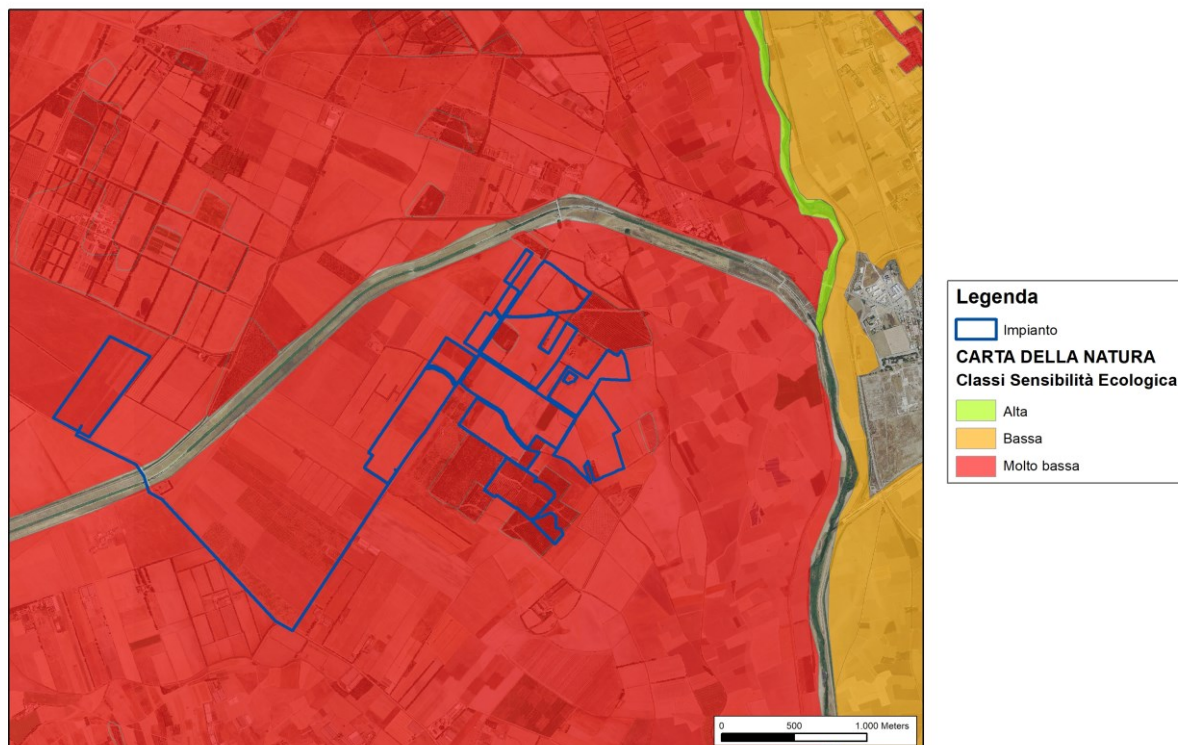 Legenda
Impianto
CARTA DELLA NATURA
Classi Sensibilità Ecologica
Alta
Bassa
Molto bassa
0 500 1.000 Meters